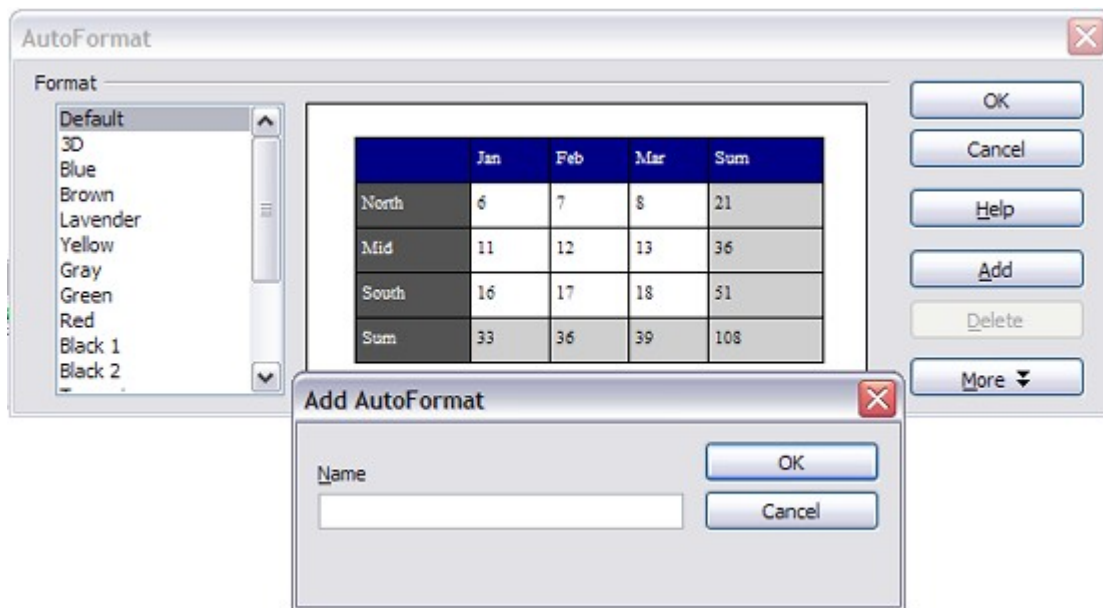 AutoFormat
Format
Default
3D
Blue
Brown
Lavender
Yellow
Gray
Green
Red
Black 1
Black 2
Jan Feb Mar Sum
North 6 7 8 21
Mid 11 12 13 36
South 16 17 18 51
Sum 33 36 39 108
OK
Cancel
Help
Add
Delete
More
Add AutoFormat
Name
OK
Cancel